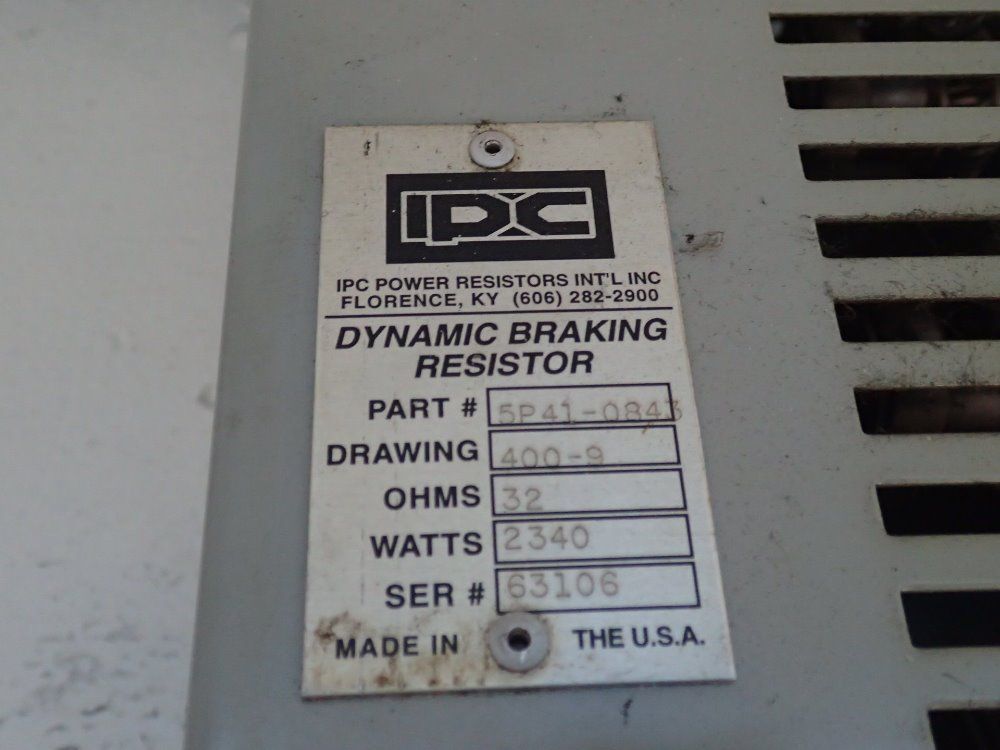 IPC
IPC POWER RESISTORS INT'L INC
FLORENCE, KY (606) 282-2900
DYNAMIC BRAKING
RESISTOR
PART # 5P41-0843
DRAWING 400-9
OHMS 32
WATTS 2340
SER # 63106
MADE IN THE U.S.A.